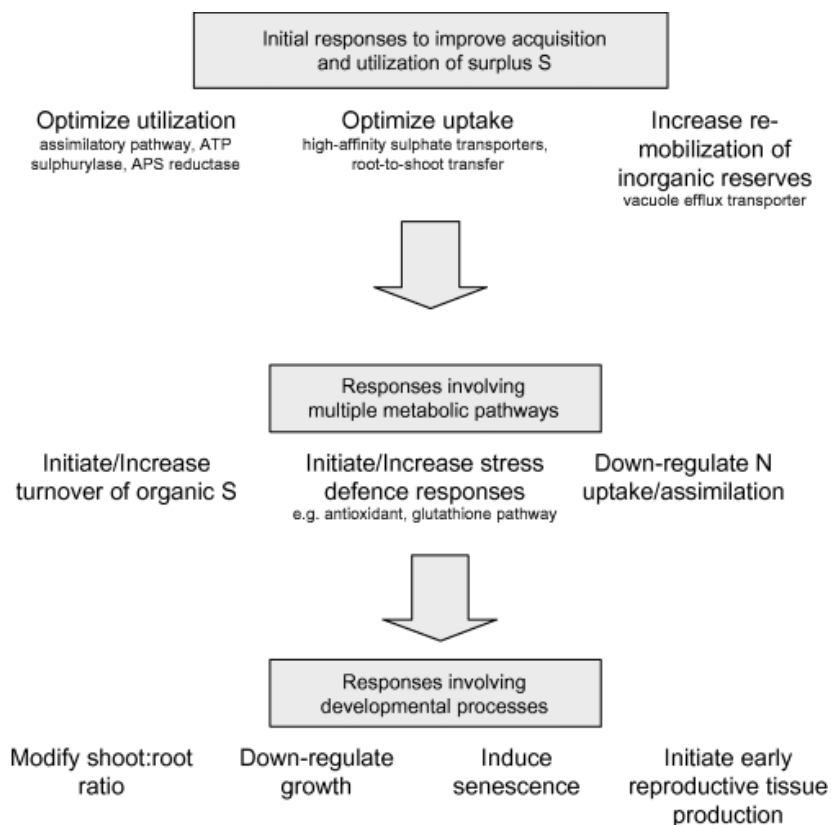 Initial responses to improve acquisition
and utilization of surplus S
Optimize utilization
assimilatory pathway, ATP
sulphurylase, APS reductase
Optimize uptake
high-affinity sulphate transporters,
root-to-shoot transfer
Increase re-
mobilization of
inorganic reserves
vacuole efflux transporter
Responses involving
multiple metabolic pathways
Initiate/Increase
turnover of organic S
Initiate/Increase stress
defence responses
e.g. antioxidant, glutathione pathway
Down-regulate N
uptake/assimilation
Responses involving
developmental processes
Modify shoot:root
ratio
Down-regulate
growth
Induce
senescence
Initiate early
reproductive tissue
production